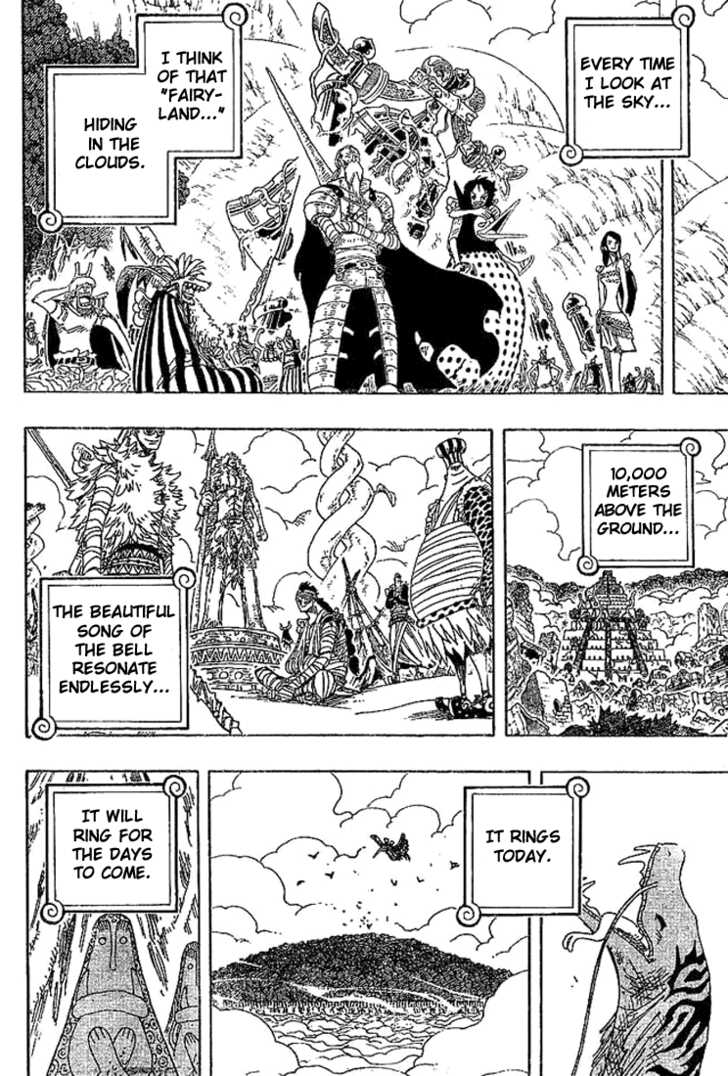 EVERY TIME
I LOOK AT
THE SKY...
I THINK
OF THAT
"FAIRY-
LAND..."
HIDING
IN THE
CLOUDS.
10,000
METERS
ABOVE THE
GROUND...
THE BEAUTIFUL
SONG OF
THE BELL
RESONATE
ENDLESSLY...
IT RINGS
TODAY.
IT WILL
RING FOR
THE DAYS
TO COME.